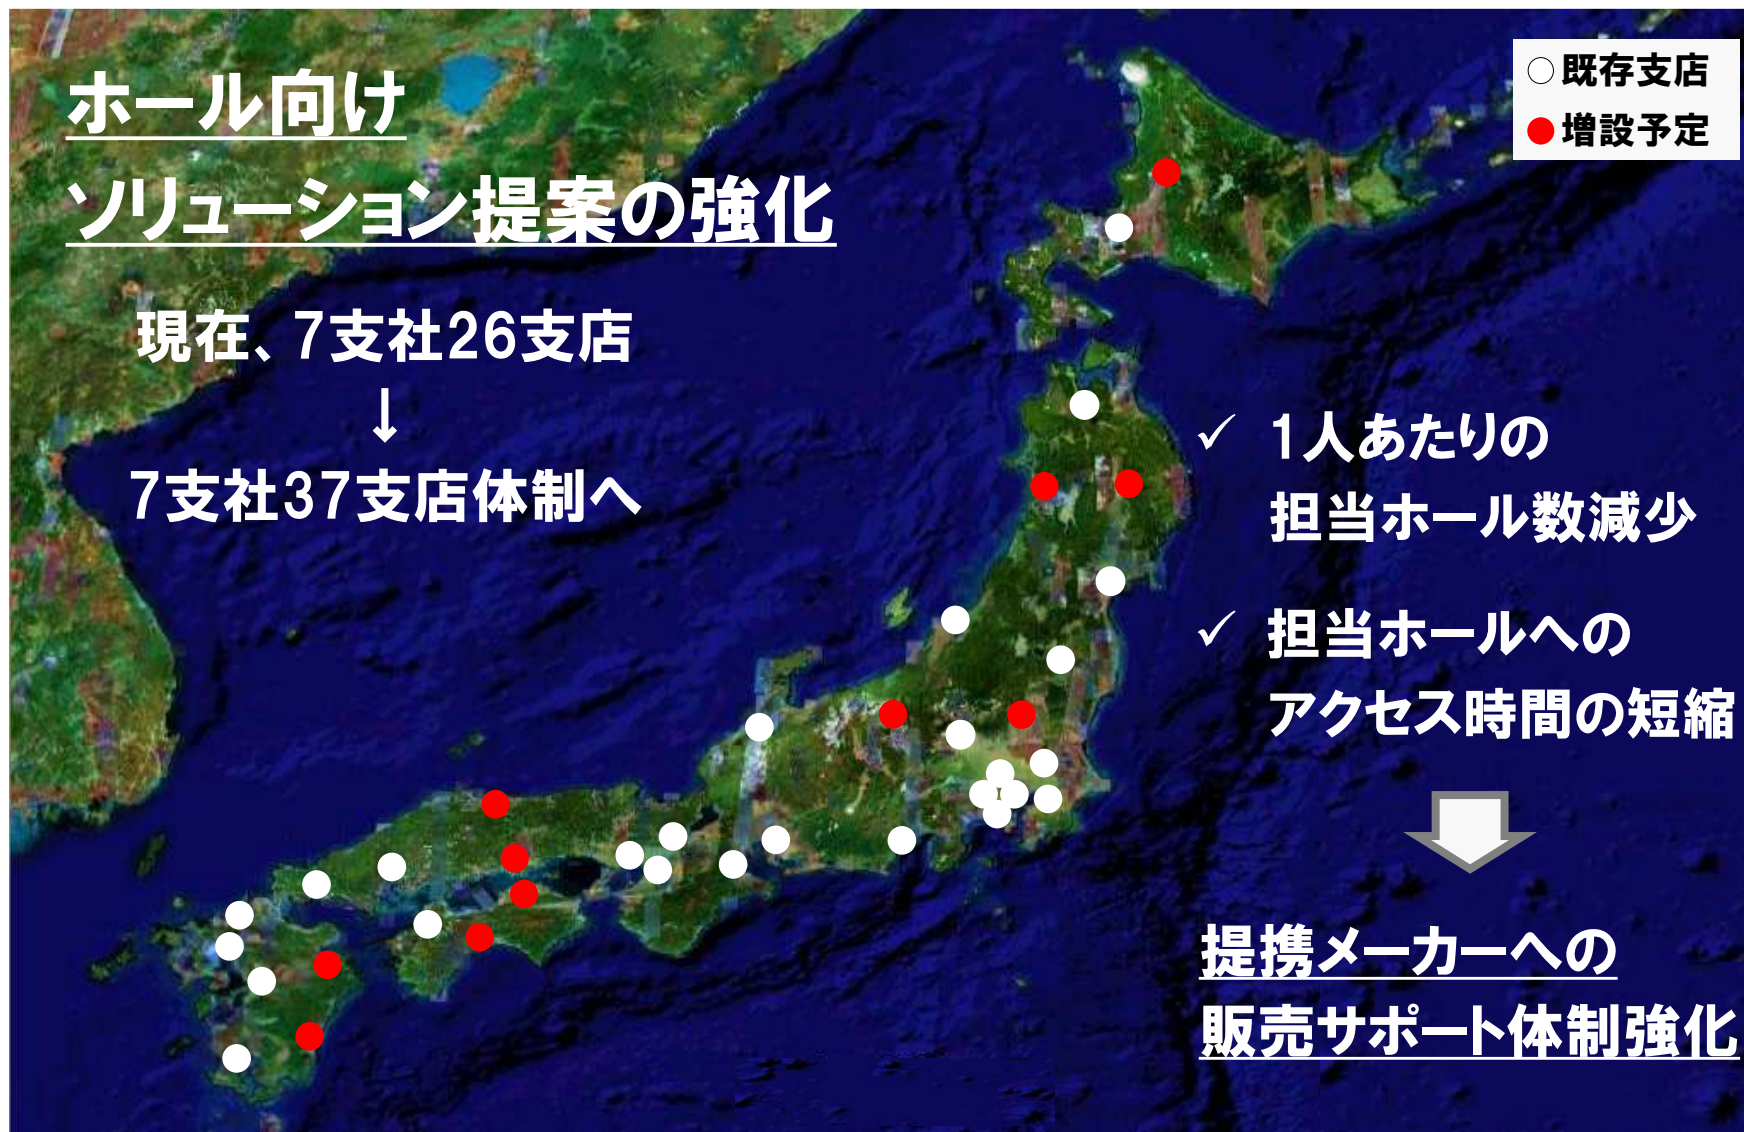 ホール向け
ソリューション提案の強化
現在、7支社26支店
↓
7支社37支店体制へ
○既存支店
●増設予定
✓ 1人あたりの
担当ホール数減少
✓ 担当ホールへの
アクセス時間の短縮
提携メーカーへの
販売サポート体制強化